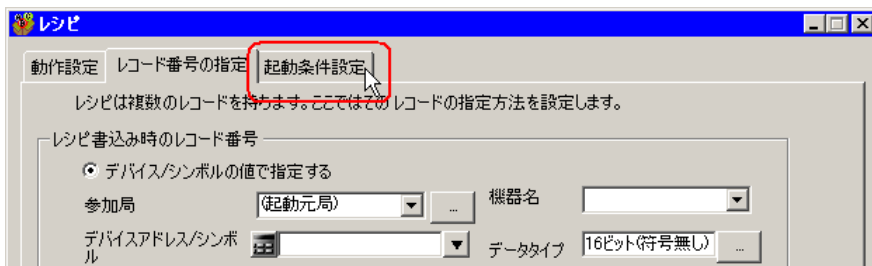 レシピ
動作設定 レコード番号の指定 起動条件設定
レシピは複数のレコードを持ちます。ここではそのレコードの指定方法を設定します。
レシピ書込み時のレコード番号
デバイス/シンボルの値で指定する
参加局 (起動元局) ... 機器名
デバイスアドレス/シンボ
ル データタイプ 16ビット(符号無し) ...